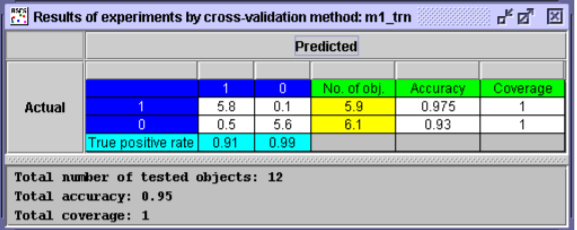 Results of experiments by cross-validation method: m1_trn
Predicted
Actual
1 0 No. of obj. Accuracy Coverage
1 5.8 0.1 5.9 0.975 1
0 0.5 5.6 6.1 0.93 1
True positive rate 0.91 0.99
Total number of tested objects: 12
Total accuracy: 0.95
Total coverage: 1